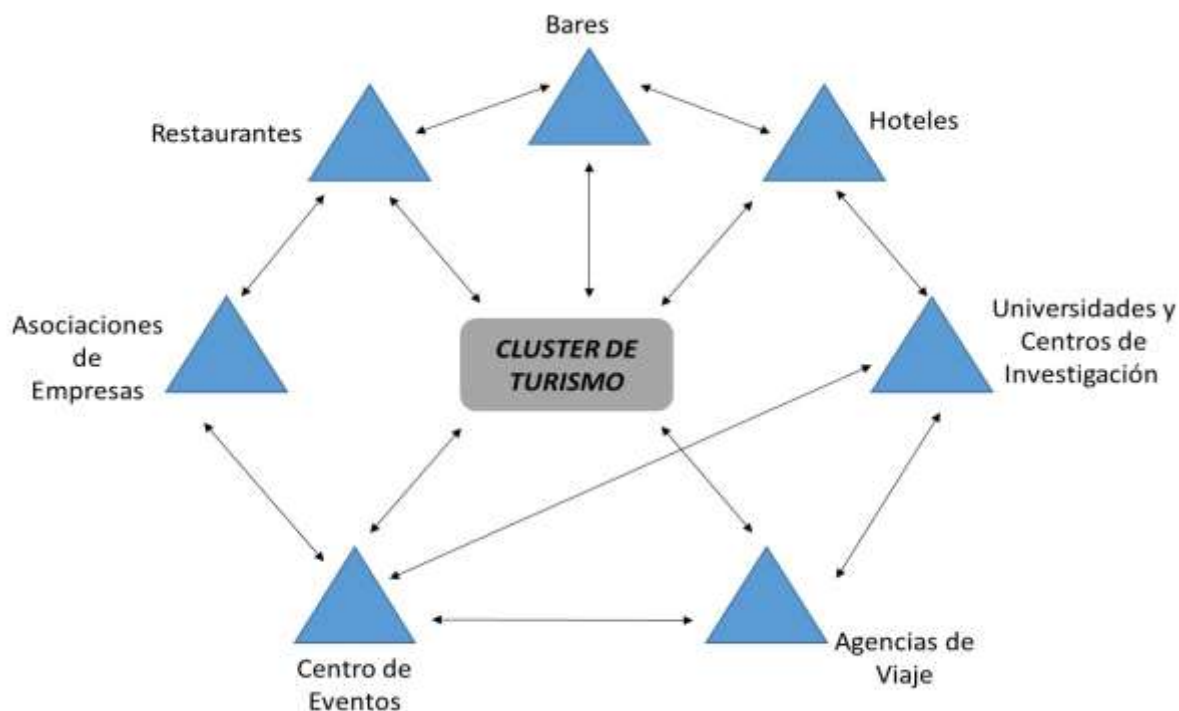 Bares
Restaurantes
Hoteles
Asociaciones
de
Empresas
CLUSTER DE
TURISMO
Universidades y
Centros de
Investigación
Centro de
Eventos
Agencias de
Viaje